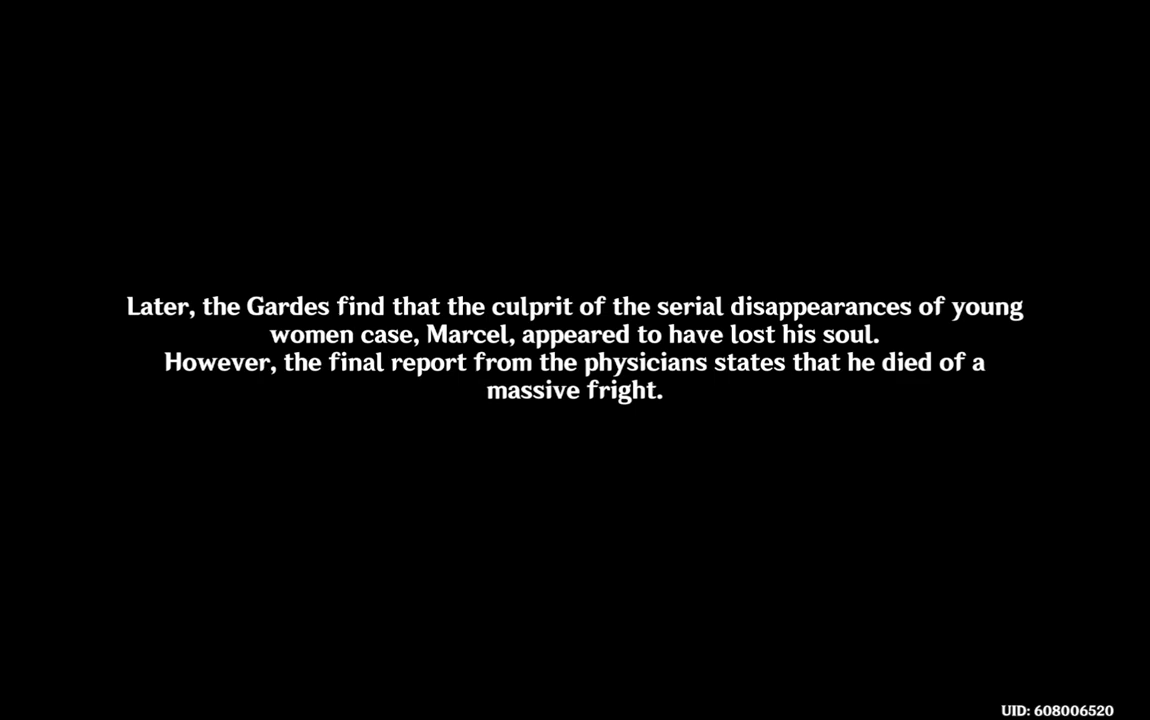 Later, the Gardes find that the culprit of the serial disappearances of young
women case, Marcel, appeared to have lost his soul.
However, the final report from the physicians states that he died of a
massive fright.
UID: 608006520